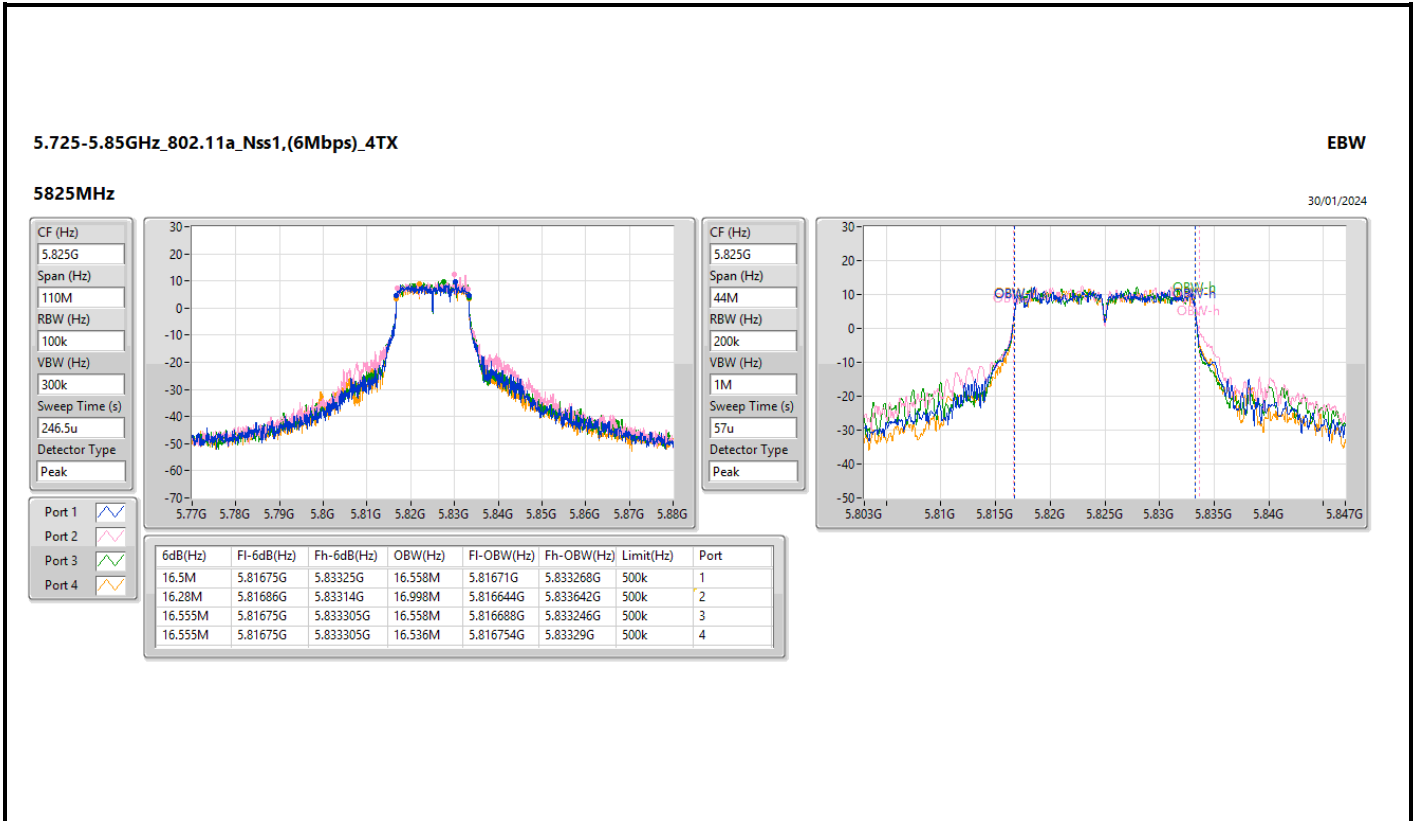 5.725-5.85GHz_802.11a_Nss1,(6Mbps)_4TX
EBW
5825MHz
30/01/2024
CF (Hz)
5.825G
Span (Hz)
110M
RBW (Hz)
100k
VBW (Hz)
300k
Sweep Time (s)
246.5u
Detector Type
Peak
30
20
10
0
-10
-20
-30
-40
-50
-60
-70
5.77G 5.78G 5.79G 5.8G 5.81G 5.82G 5.83G 5.84G 5.85G 5.86G 5.87G 5.88G
CF (Hz)
5.825G
Span (Hz)
44M
RBW (Hz)
200k
VBW (Hz)
1M
Sweep Time (s)
57u
Detector Type
Peak
30
20
10
0
-10
-20
-30
-40
-50
OBW-h
OBW-h
5.803G 5.81G 5.815G 5.82G 5.825G 5.83G 5.835G 5.84G 5.847G
Port 1
Port 2
Port 3
Port 4
6dB(Hz) Fl-6dB(Hz) Fh-6dB(Hz) OBW(Hz) Fl-OBW(Hz) Fh-OBW(Hz) Limit(Hz) Port
16.5M 5.81675G 5.83325G 16.558M 5.81671G 5.833268G 500k 1
16.28M 5.81686G 5.83314G 16.998M 5.816644G 5.833642G 500k 2
16.555M 5.81675G 5.833305G 16.558M 5.816688G 5.833246G 500k 3
16.555M 5.81675G 5.833305G 16.536M 5.816754G 5.83329G 500k 4